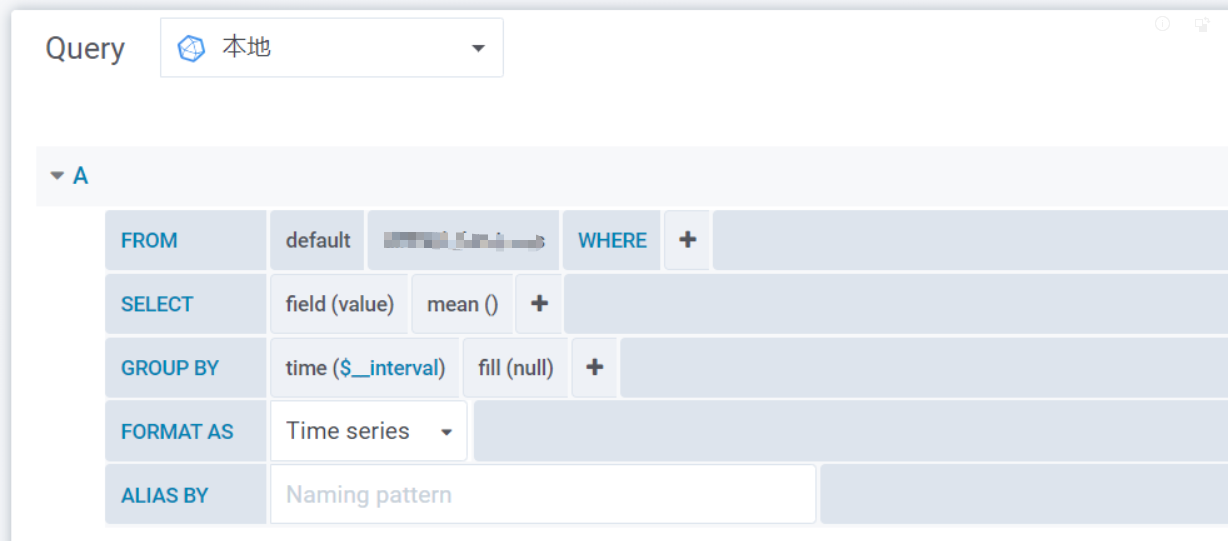 Query 本地
A
FROM default WHERE +
SELECT field (value) mean () +
GROUP BY time ($__interval) fill (null) +
FORMAT AS Time series
ALIAS BY Naming pattern